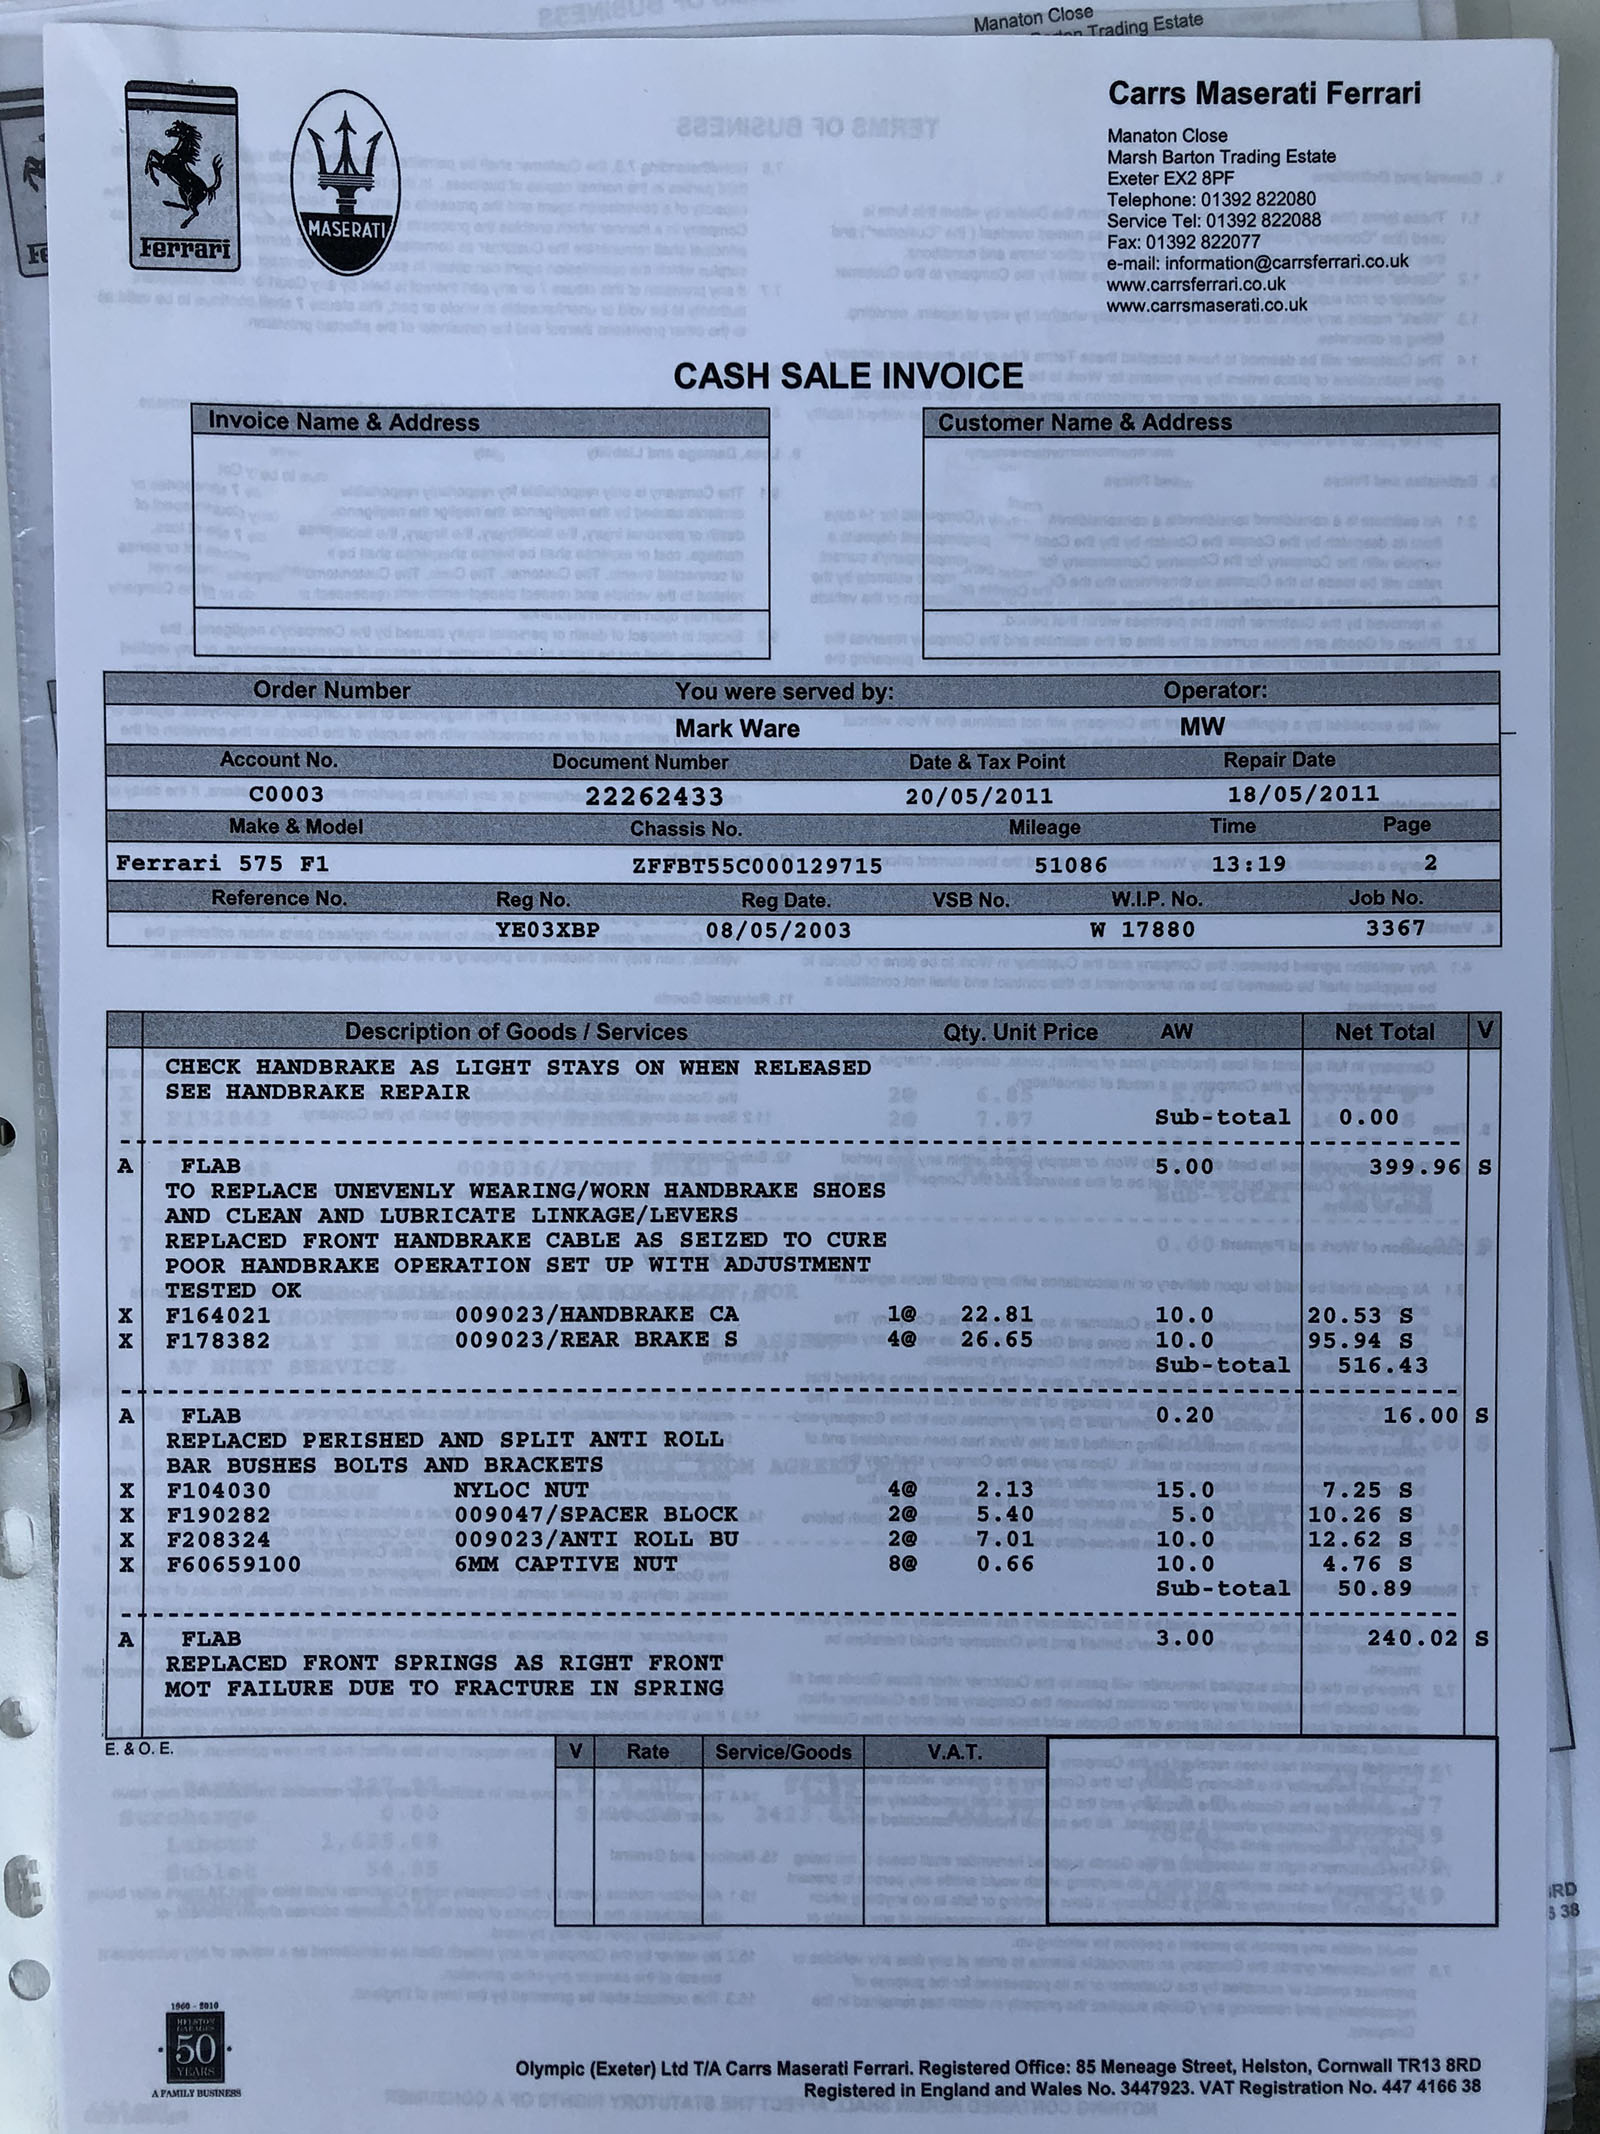 Manaton Close
Trading Estate
Ferrari
MASERATI
Carrs Maserati Ferrari
Manaton Close
Marsh Barton Trading Estate
Exeter EX2 8PF
Telephone: 01392 822080
Service Tel: 01392 822088
Fax: 01392 822077
e-mail: information@carrsferrari.co.uk
www.carrsferrari.co.uk
www.carrsmaserati.co.uk
CASH SALE INVOICE
Invoice Name & Address Customer Name & Address
Order Number You were served by: Operator:
Mark Ware MW
Account No. Document Number Date & Tax Point Repair Date
C0003 22262433 20/05/2011 18/05/2011
Make & Model Chassis No. Mileage Time Page
Ferrari 575 F1 ZFFBT55C000129715 51086 13:19 2
Reference No. Reg No. Reg Date. VSB No. W.I.P. No. Job No.
YE03XBP 08/05/2003 W 17880 3367
Description of Goods / Services Qty. Unit Price AW Net Total V
CHECK HANDBRAKE AS LIGHT STAYS ON WHEN RELEASED
SEE HANDBRAKE REPAIR
Sub-total 0.00
A FLAB 5.00 399.96 S
TO REPLACE UNEVENLY WEARING/WORN HANDBRAKE SHOES
AND CLEAN AND LUBRICATE LINKAGE/LEVERS
REPLACED FRONT HANDBRAKE CABLE AS SEIZED TO CURE
POOR HANDBRAKE OPERATION SET UP WITH ADJUSTMENT
TESTED OK
X F164021 009023/HANDBRAKE CA 1@ 22.81 10.0 20.53 S
X F178382 009023/REAR BRAKE S 4@ 26.65 10.0 95.94 S
Sub-total 516.43
A FLAB 0.20 16.00 S
REPLACED PERISHED AND SPLIT ANTI ROLL
BAR BUSHES BOLTS AND BRACKETS
X F104030 NYLOC NUT 4@ 2.13 15.0 7.25 S
X F190282 009047/SPACER BLOCK 2@ 5.40 5.0 10.26 S
X F208324 009023/ANTI ROLL BU 2@ 7.01 10.0 12.62 S
X F60659100 6MM CAPTIVE NUT 8@ 0.66 10.0 4.76 S
Sub-total 50.89
A FLAB 3.00 240.02 S
REPLACED FRONT SPRINGS AS RIGHT FRONT
MOT FAILURE DUE TO FRACTURE IN SPRING
E. & O. E.
V Rate Service/Goods V.A.T.
1960 - 2010
HELSTON
GARAGES
50
YEARS
A FAMILY BUSINESS
Olympic (Exeter) Ltd T/A Carrs Maserati Ferrari. Registered Office: 85 Meneage Street, Helston, Cornwall TR13 8RD
Registered in England and Wales No. 3447923. VAT Registration No. 447 4166 38